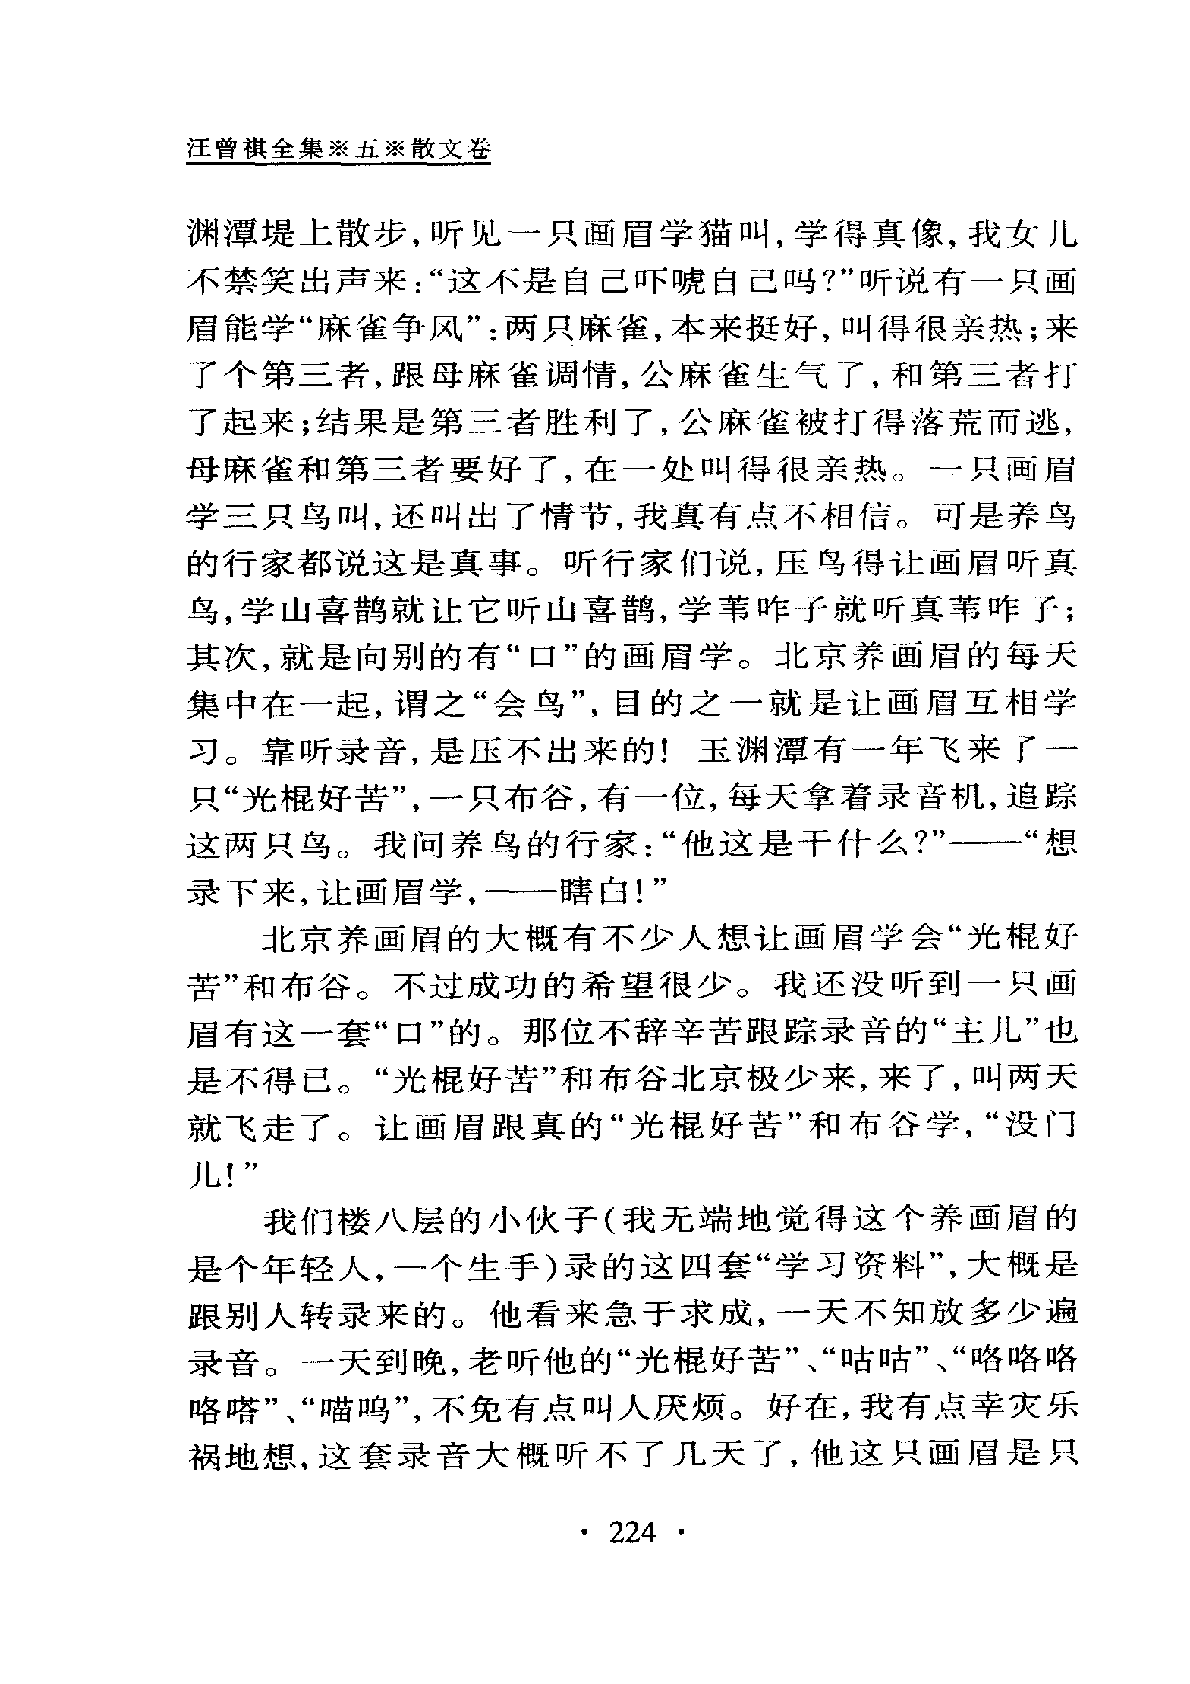 汪曾祺全集※五※散文卷
渊潭堤上散步,听见一只画眉学猫叫,学得真像,我女儿
不禁笑出声来:“这不是自己吓唬自己吗?”听说有一只画
眉能学“麻雀争风”:两只麻雀,本来挺好,叫得很亲热;来
了个第三者,跟母麻雀调情,公麻雀生气了,和第三者打
了起来;结果是第三者胜利了,公麻雀被打得落荒而逃,
母麻雀和第三者要好了,在一处叫得很亲热。一只画眉
学三只鸟叫,还叫出了情节,我真有点不相信。可是养鸟
的行家都说这是真事。听行家们说,压鸟得让画眉听真
鸟,学山喜鹊就让它听山喜鹊,学苇咋子就听真苇咋子;
其次,就是向别的有“口”的画眉学。北京养画眉的每天
集中在一起,谓之“会鸟”,目的之一就是让画眉互相学
习。靠听录音,是压不出来的!玉渊潭有一年飞来了一
只“光棍好苦”,一只布谷,有一位,每天拿着录音机,追踪
这两只鸟。我问养鸟的行家:“他这是干什么?”——“想
录下来,让画眉学,——瞎白!”
北京养画眉的大概有不少人想让画眉学会“光棍好
苦”和布谷。不过成功的希望很少。我还没听到一只画
眉有这一套“口”的。那位不辞辛苦跟踪录音的“主儿”也
是不得已。“光棍好苦”和布谷北京极少来,来了,叫两天
就飞走了。让画眉跟真的“光棍好苦”和布谷学,“没门
儿!”
我们楼八层的小伙子(我无端地觉得这个养画眉的
是个年轻人,一个生手)录的这四套“学习资料”,大概是
跟别人转录来的。他看来急于求成,一天不知放多少遍
录音。一天到晚,老听他的“光棍好苦”、“咕咕”、“咯咯咯
咯嗒”、“喵呜”,不免有点叫人厌烦。好在,我有点幸灾乐
祸地想,这套录音大概听不了几天了,他这只画眉是只
· 224 ·